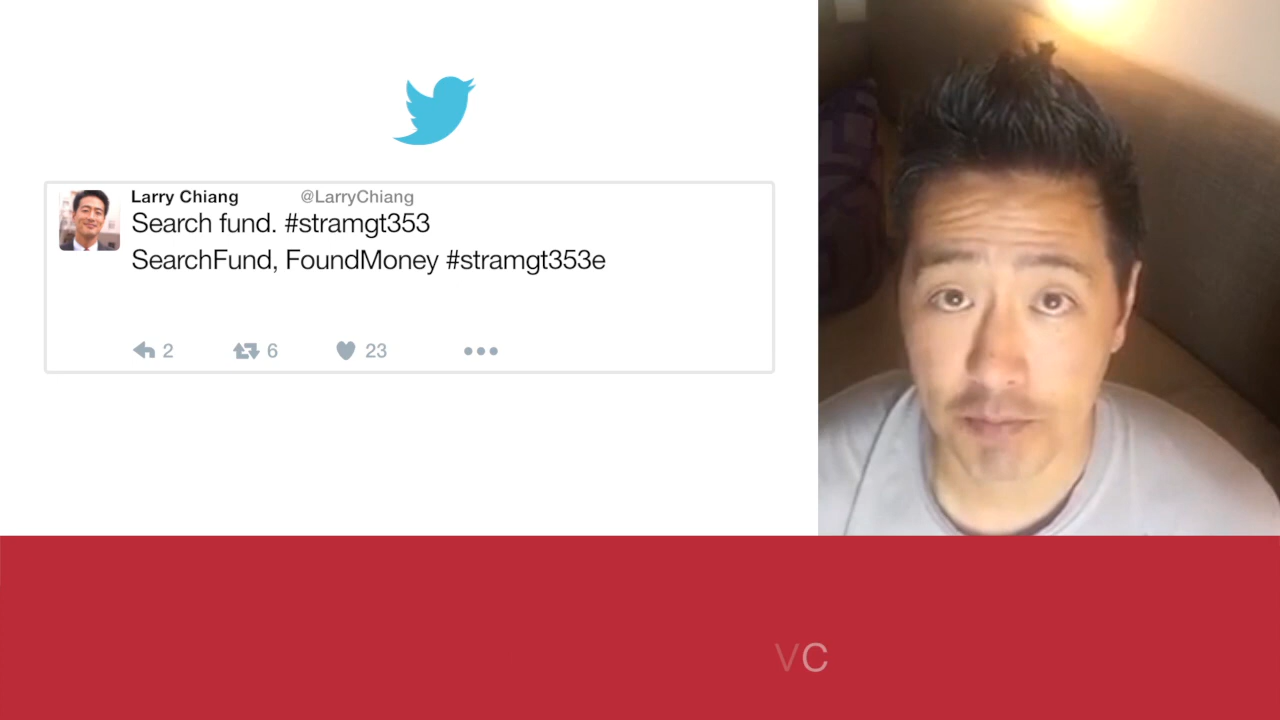 Larry Chiang @LarryChiang
Search fund. #stramgt353
SearchFund, FoundMoney #stramgt353e
2 6 23
VC